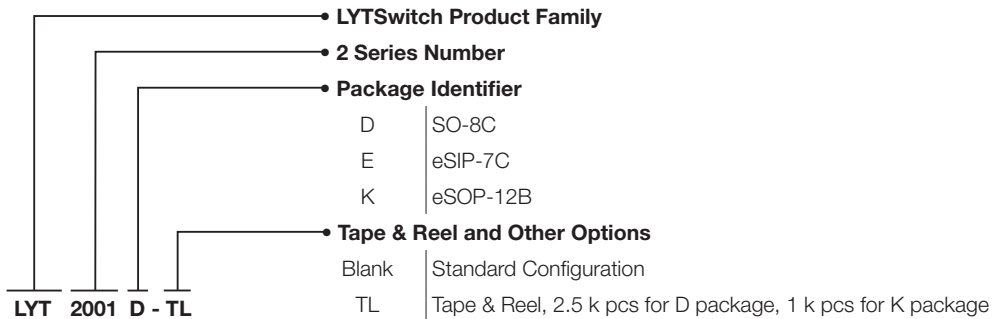 LYTSwitch Product Family
2 Series Number
Package Identifier
D SO-8C
E eSIP-7C
K eSOP-12B
Tape & Reel and Other Options
Blank Standard Configuration
LYT 2001 D - TL TL Tape & Reel, 2.5 k pcs for D package, 1 k pcs for K package